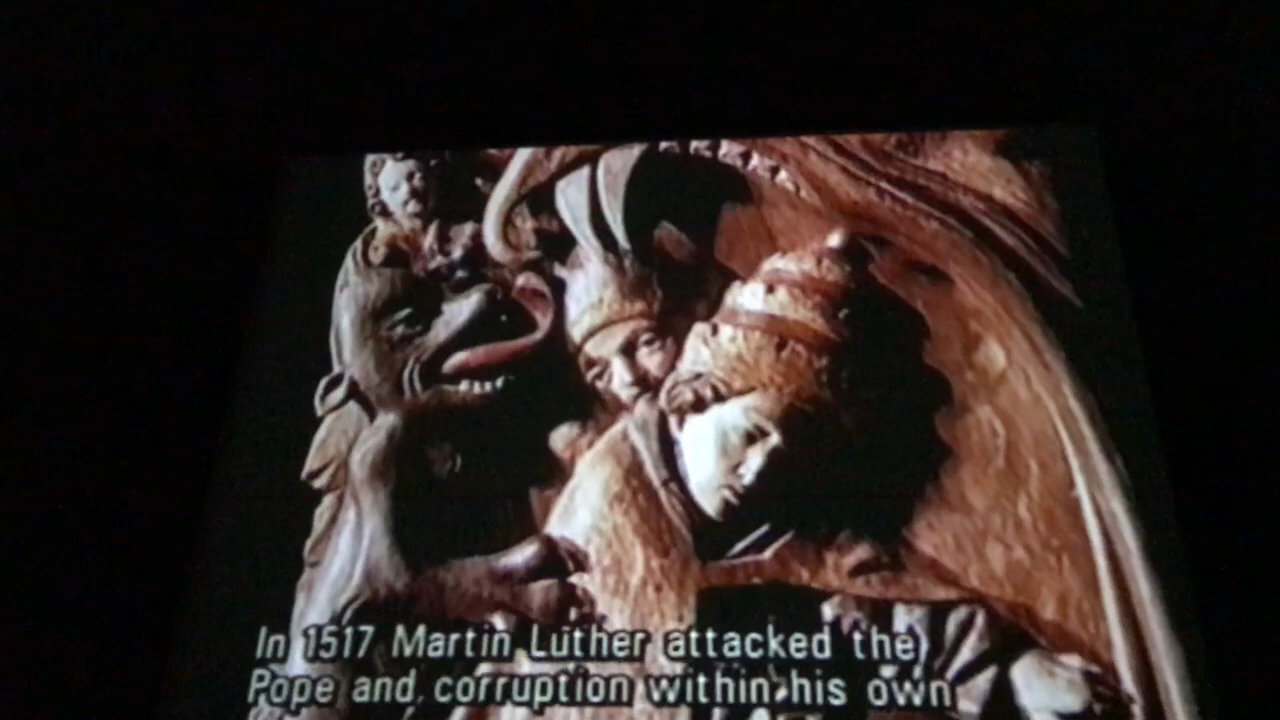 In 1517 Martin Luther attacked the
Pope and corruption within his own